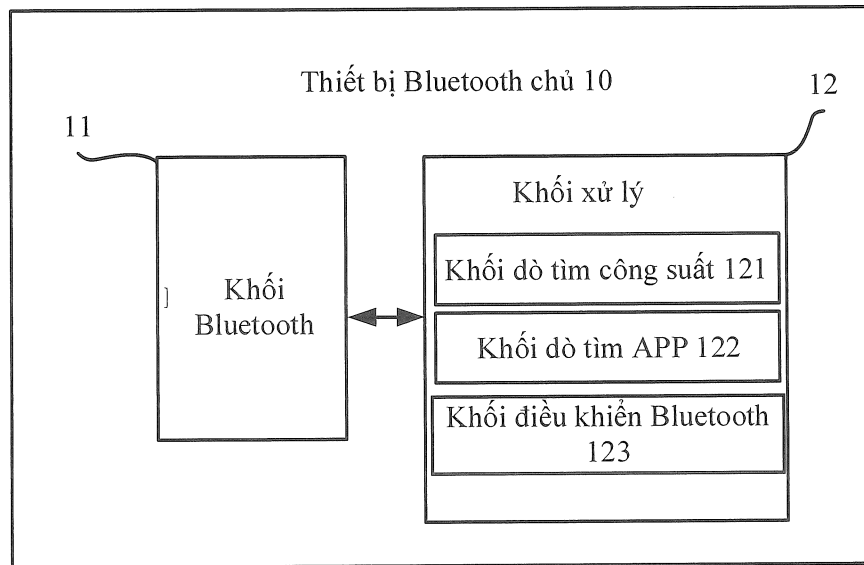 Thiết bị Bluetooth chủ 10
12
11
Khối xử lý
Khối dò tìm công suất 121
Khối
Bluetooth
Khối dò tìm APP 122
Khối điều khiển Bluetooth
123